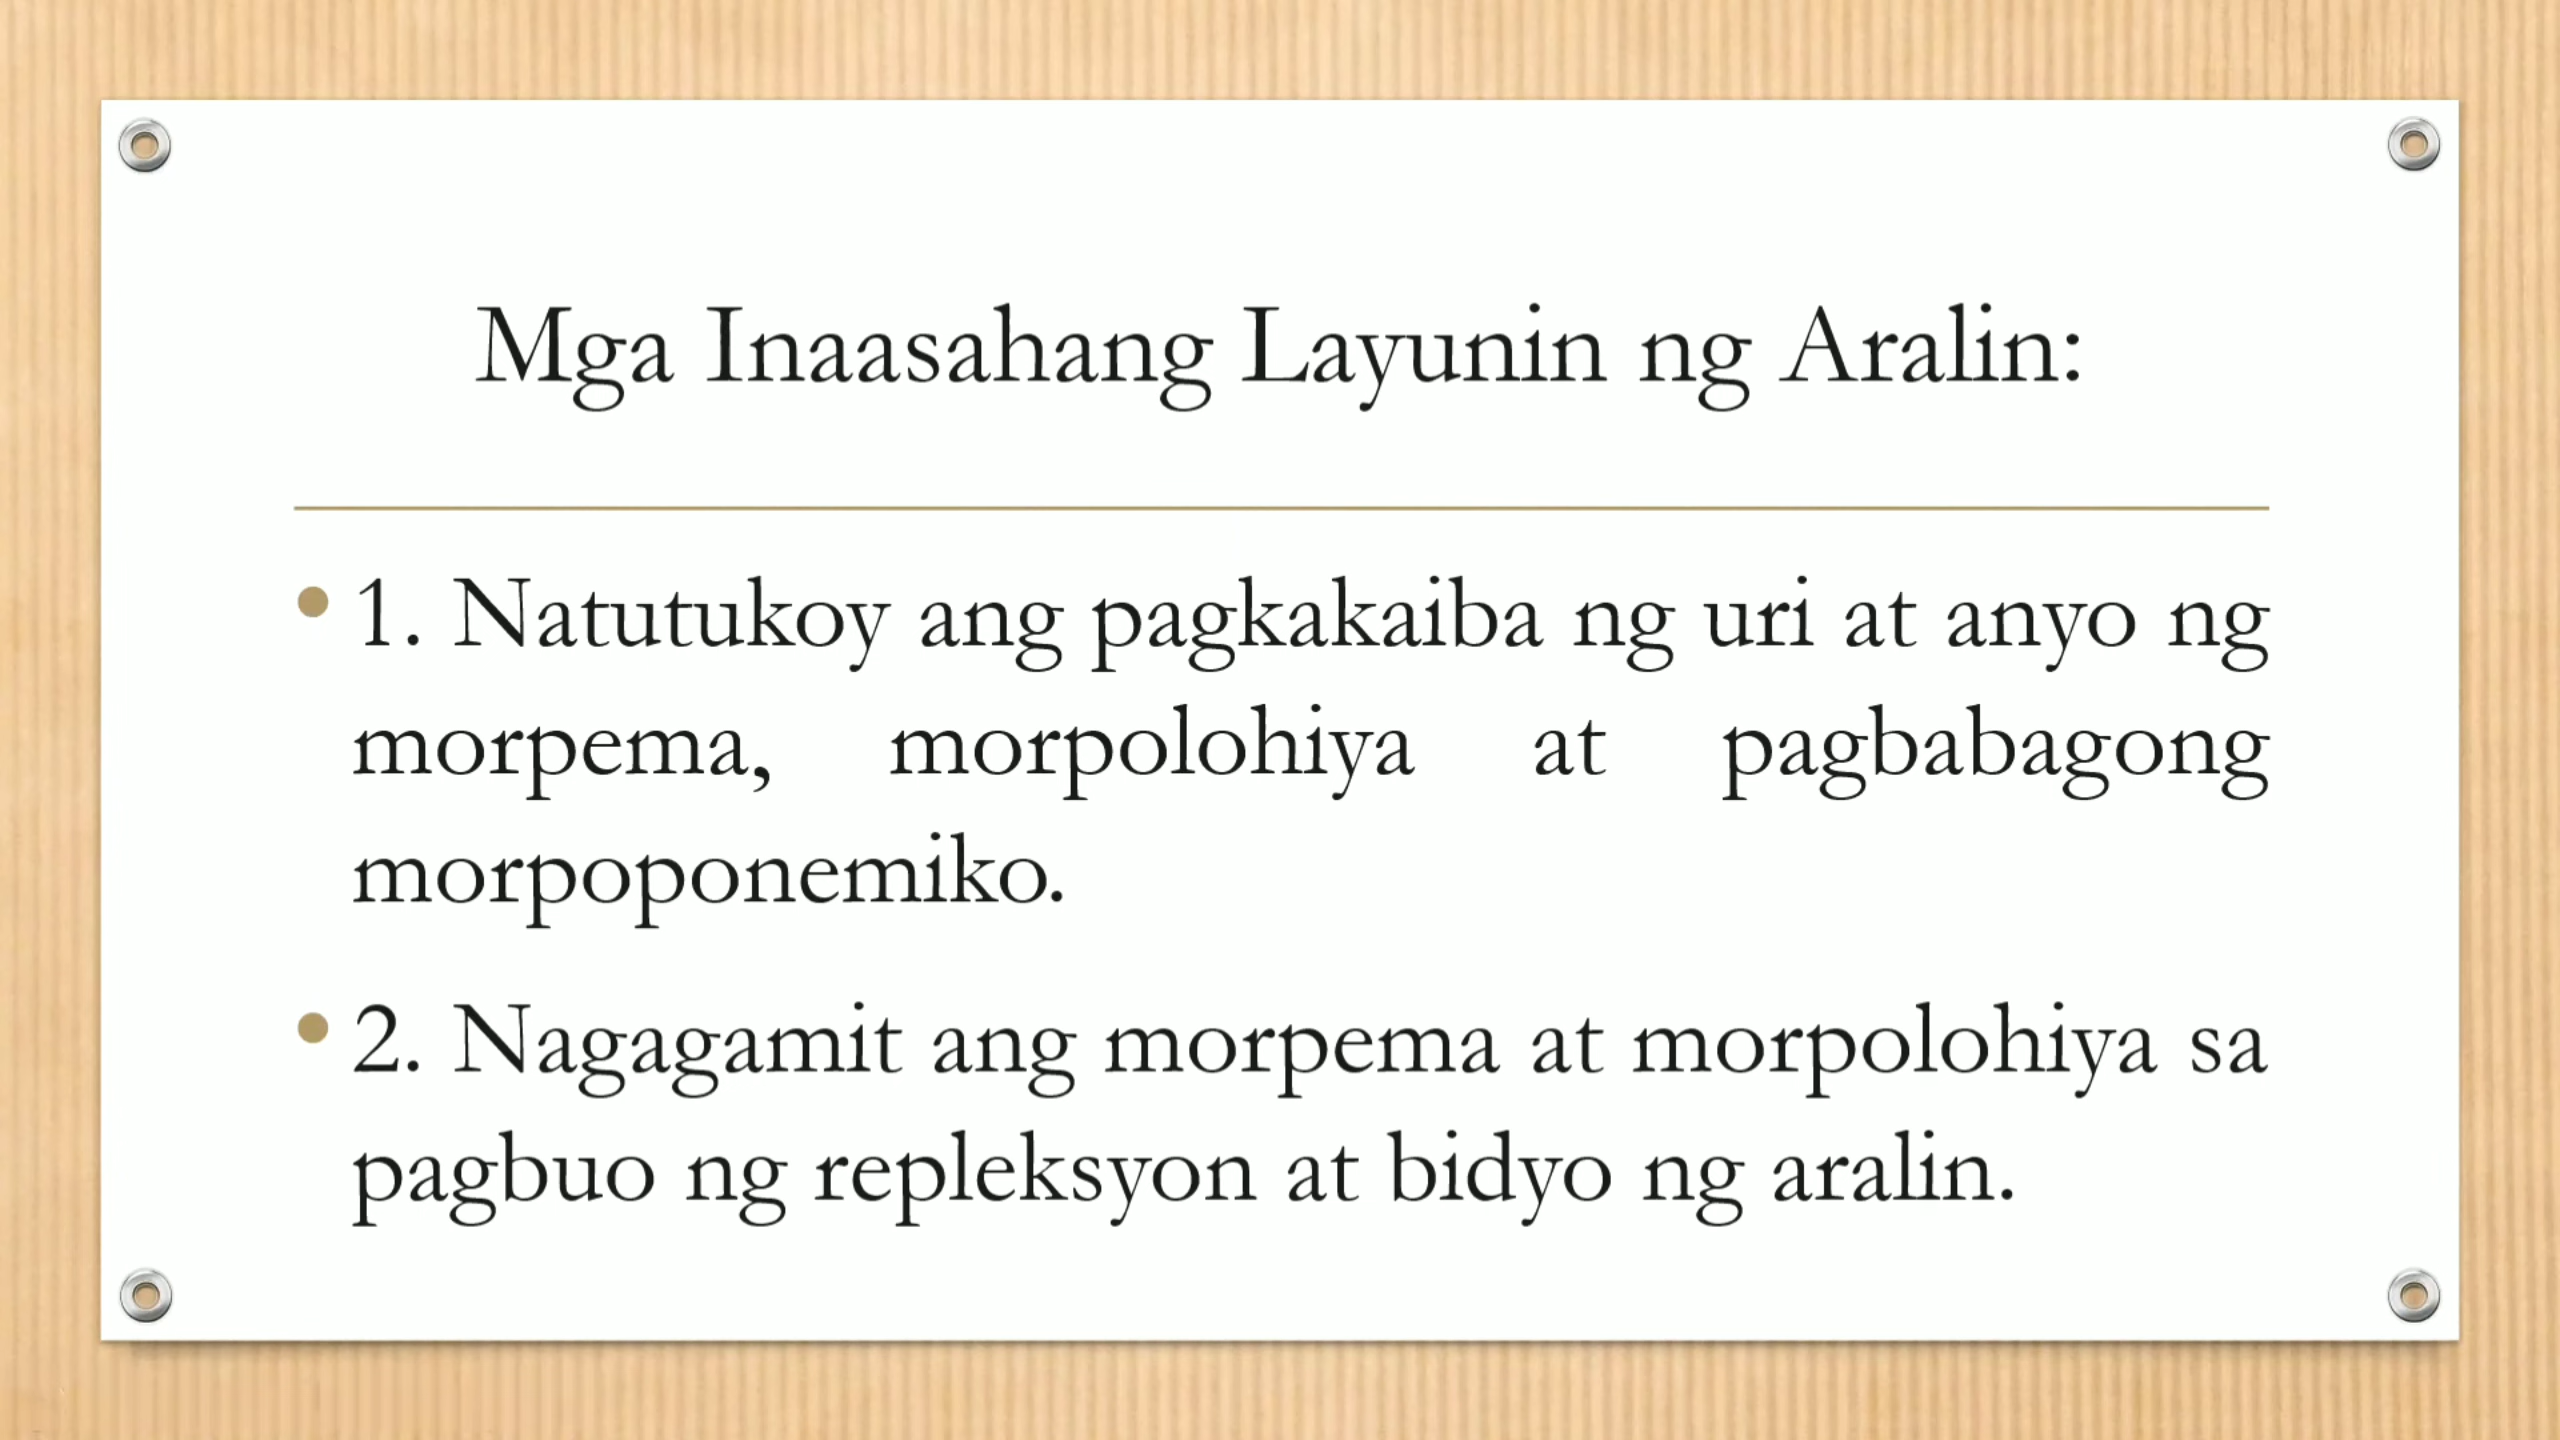 Mga Inaasahang Layunin ng Aralin:
• 1. Natutukoy ang pagkakaiba ng uri at anyo ng
morpema, morpolohiya at pagbabagong
morpoponemiko.
• 2. Nagagamit ang morpema at morpolohiya sa
pagbuo ng repleksyon at bidyo ng aralin.